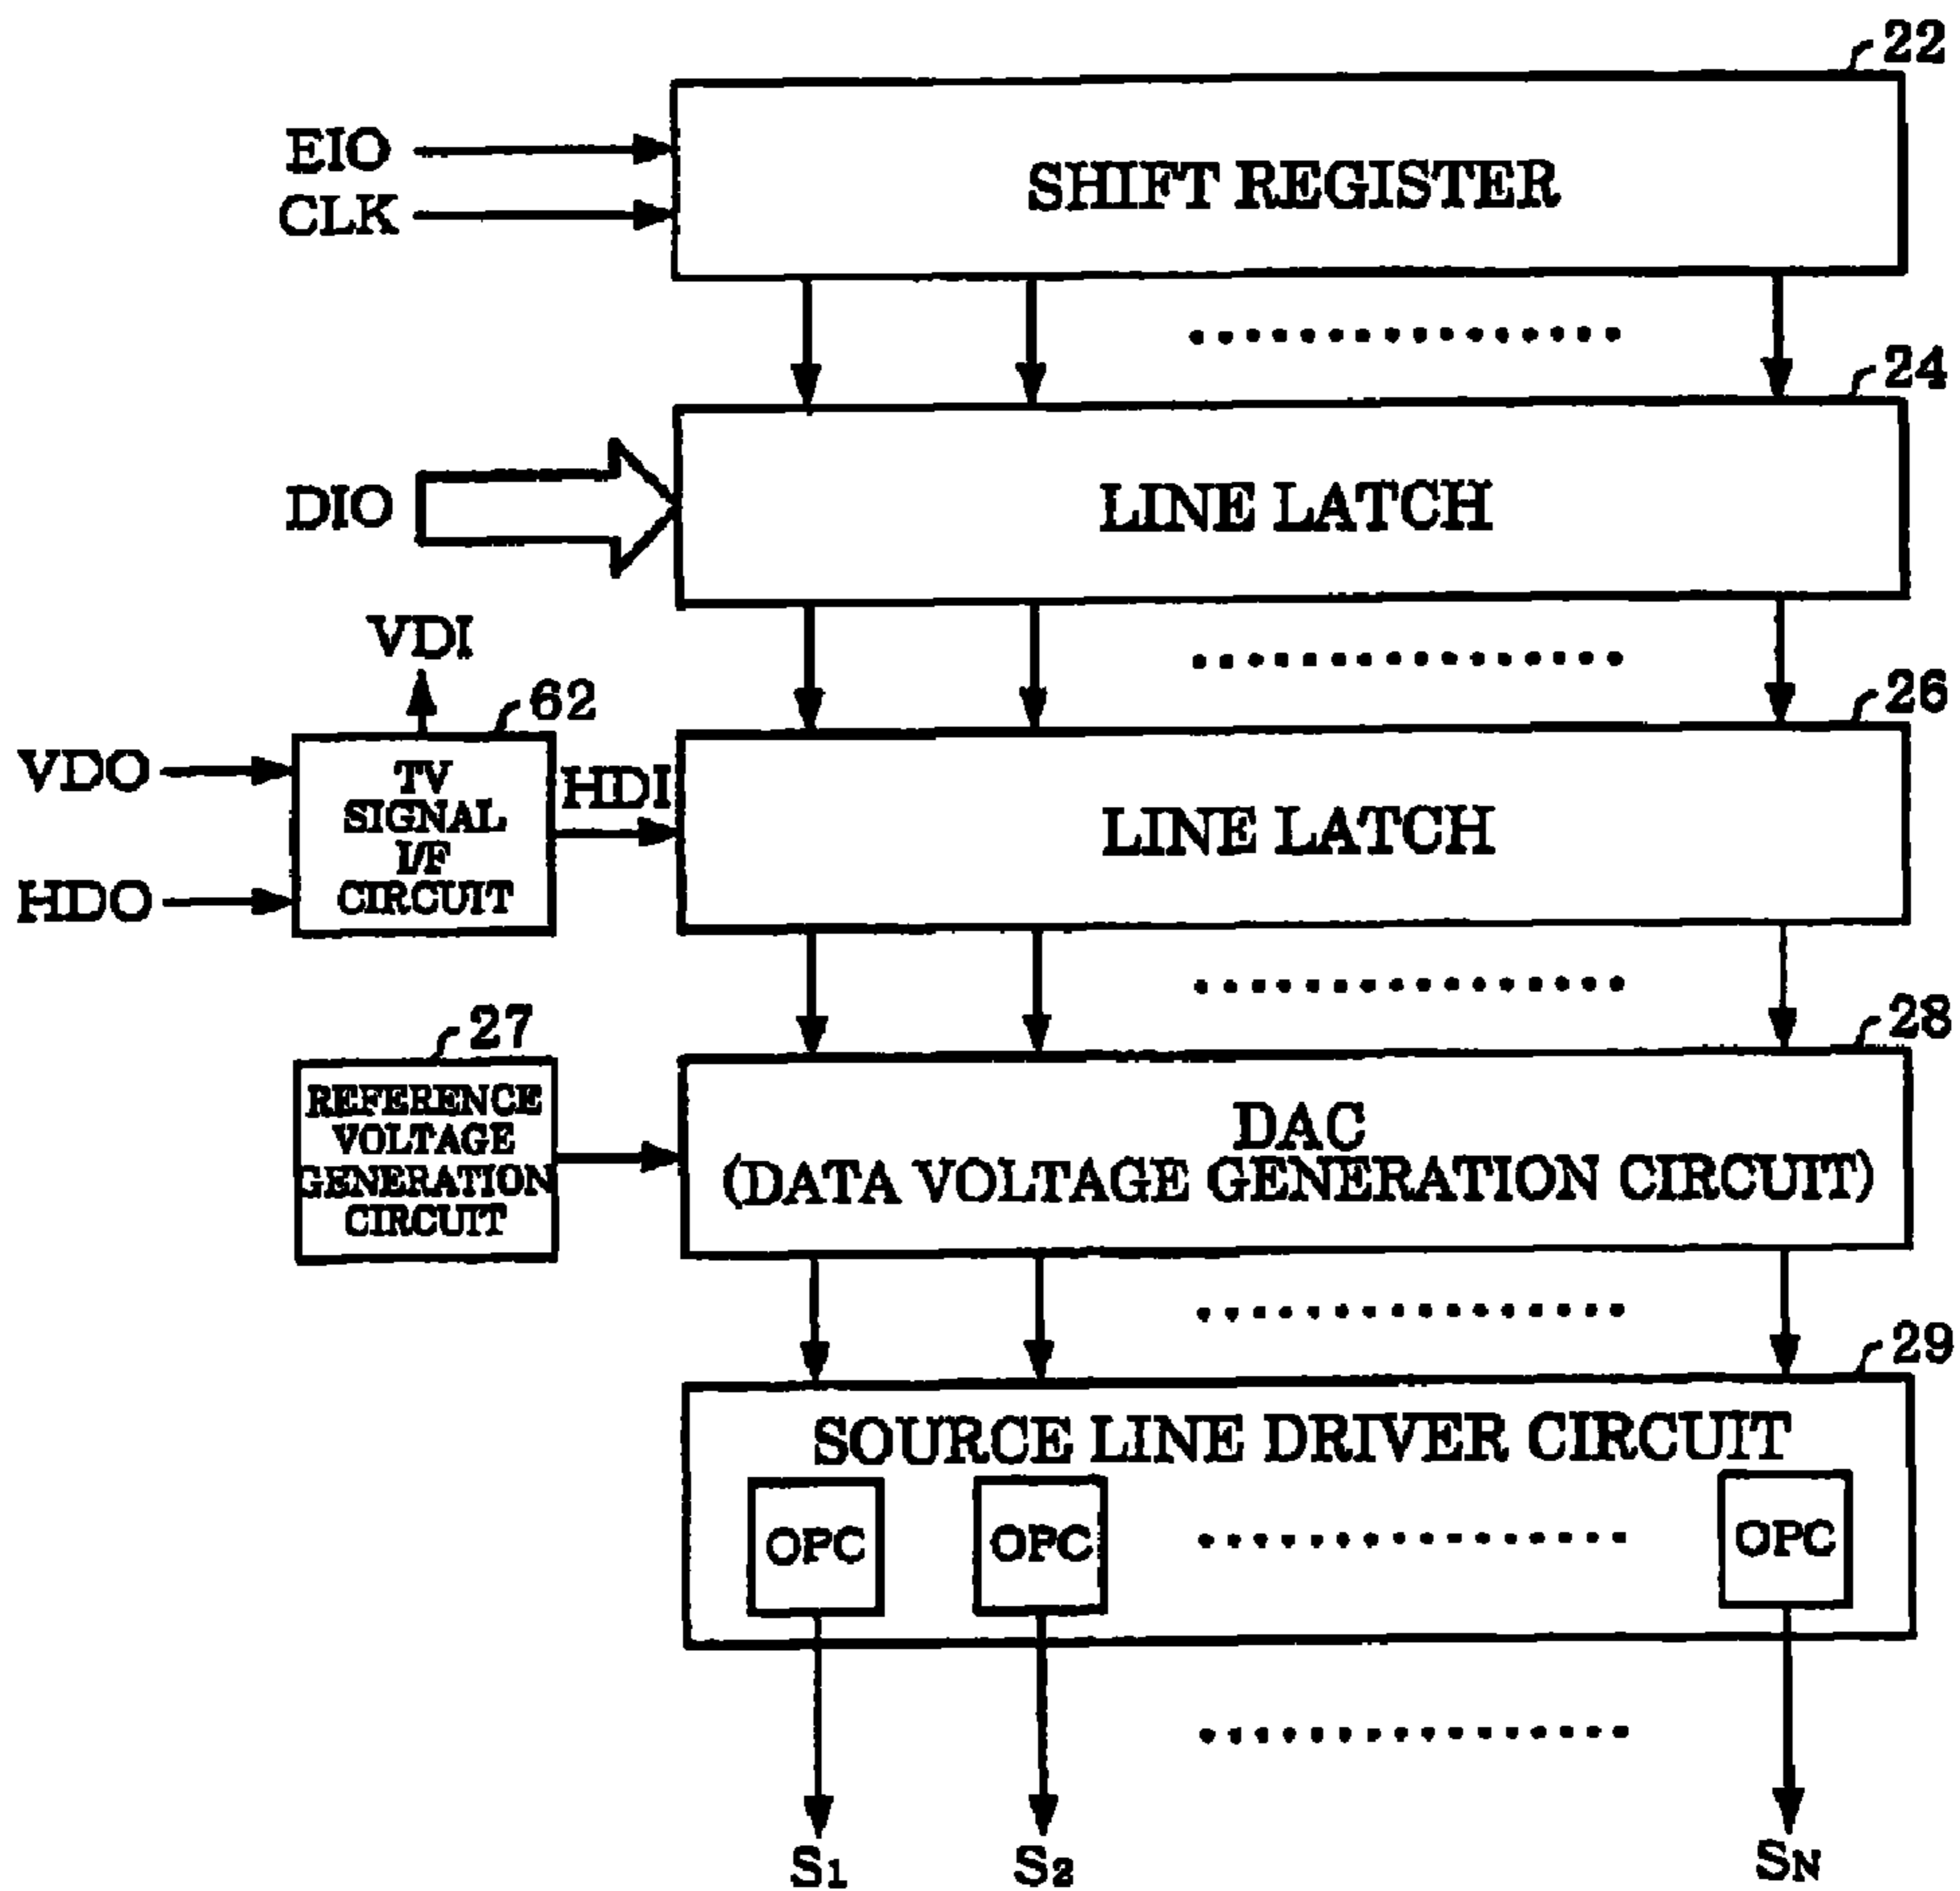 22
EIO
CLK
SHIFT REGISTER
24
DIO
LINE LATCH
VDI
62
26
VDO
HDO
TV
SIGNAL
I/F
CIRCUIT
HDI
LINE LATCH
27
28
REFERENCE
VOLTAGE
GENERATION
CIRCUIT
DAC
(DATA VOLTAGE GENERATION CIRCUIT)
29
SOURCE LINE DRIVER CIRCUIT
OPC OPC OPC
S1 S2 SN